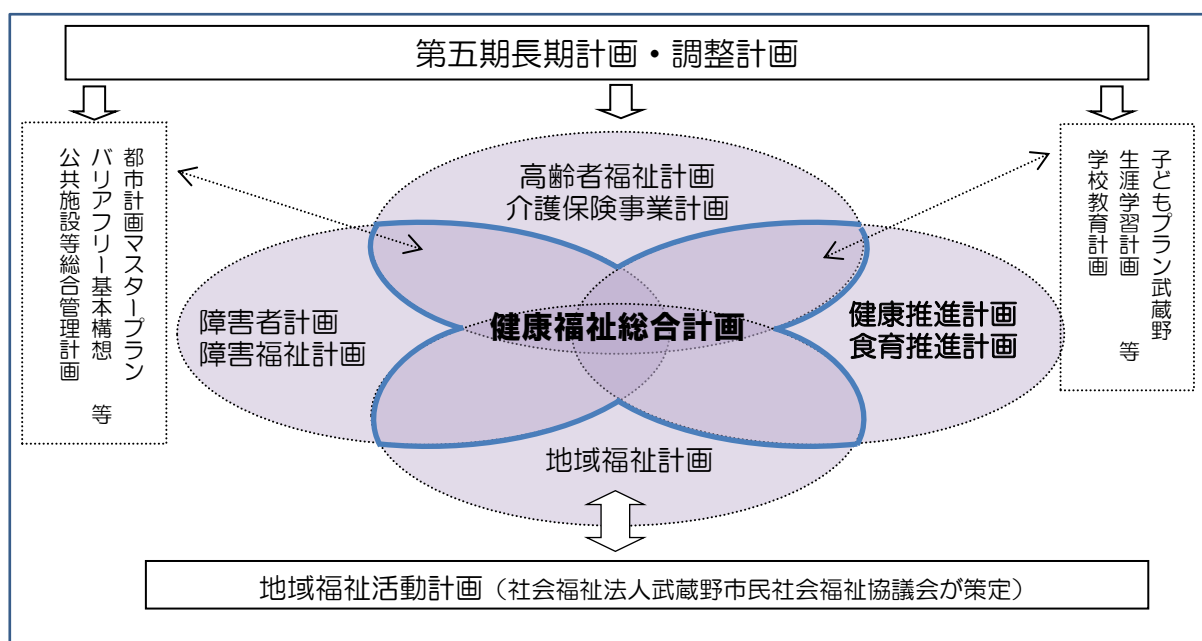 第五期長期計画・調整計画
都市計画マスタープラン
バリアフリー基本構想　等
公共施設等総合管理計画
高齢者福祉計画
介護保険事業計画
子どもプラン武蔵野
生涯学習計画　等
学校教育計画
障害者計画
障害福祉計画
健康福祉総合計画
健康推進計画
食育推進計画
地域福祉計画
地域福祉活動計画（社会福祉法人武蔵野市民社会福祉協議会が策定）